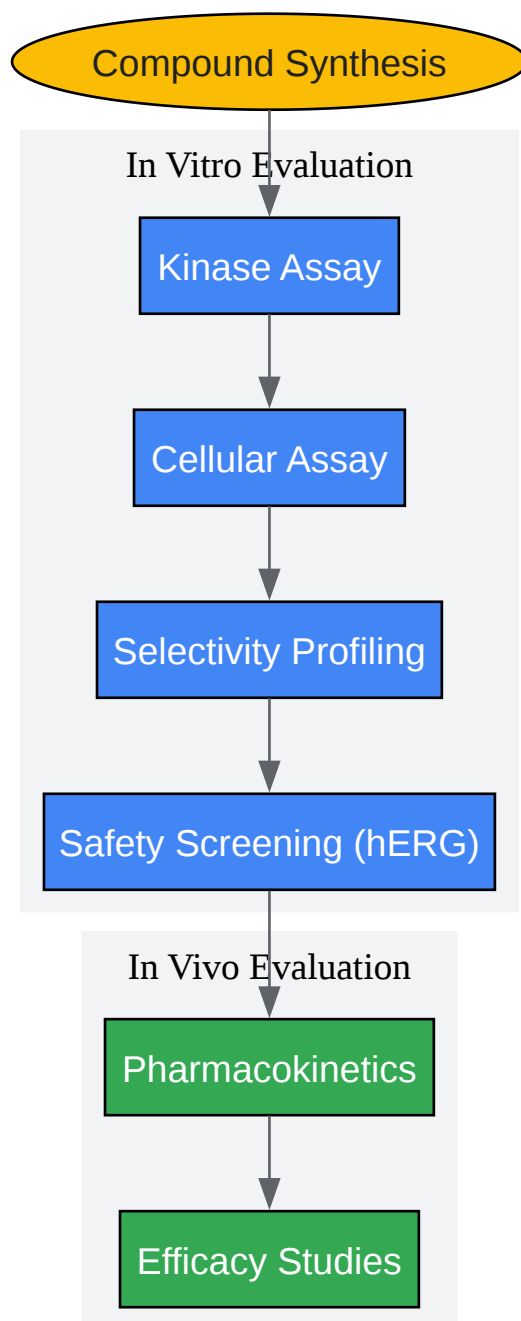 Compound Synthesis
In Vitro Evaluation
Kinase Assay
Cellular Assay
Selectivity Profiling
Safety Screening (hERG)
In Vivo Evaluation
Pharmacokinetics
Efficacy Studies